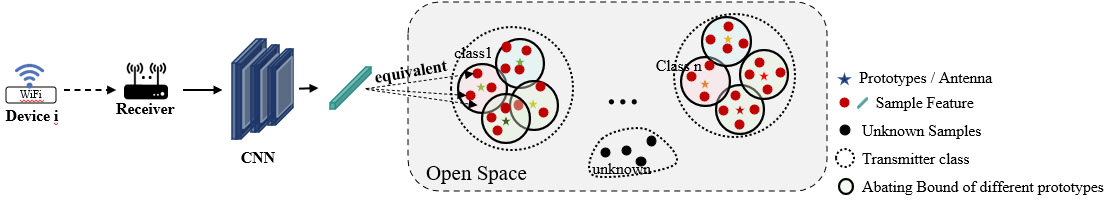 WiFi
Device i
Receiver
CNN
equivalent
class1
Class n
...
unknown
Open Space
Prototypes / Antenna
Sample Feature
Unknown Samples
Transmitter class
Abating Bound of different prototypes